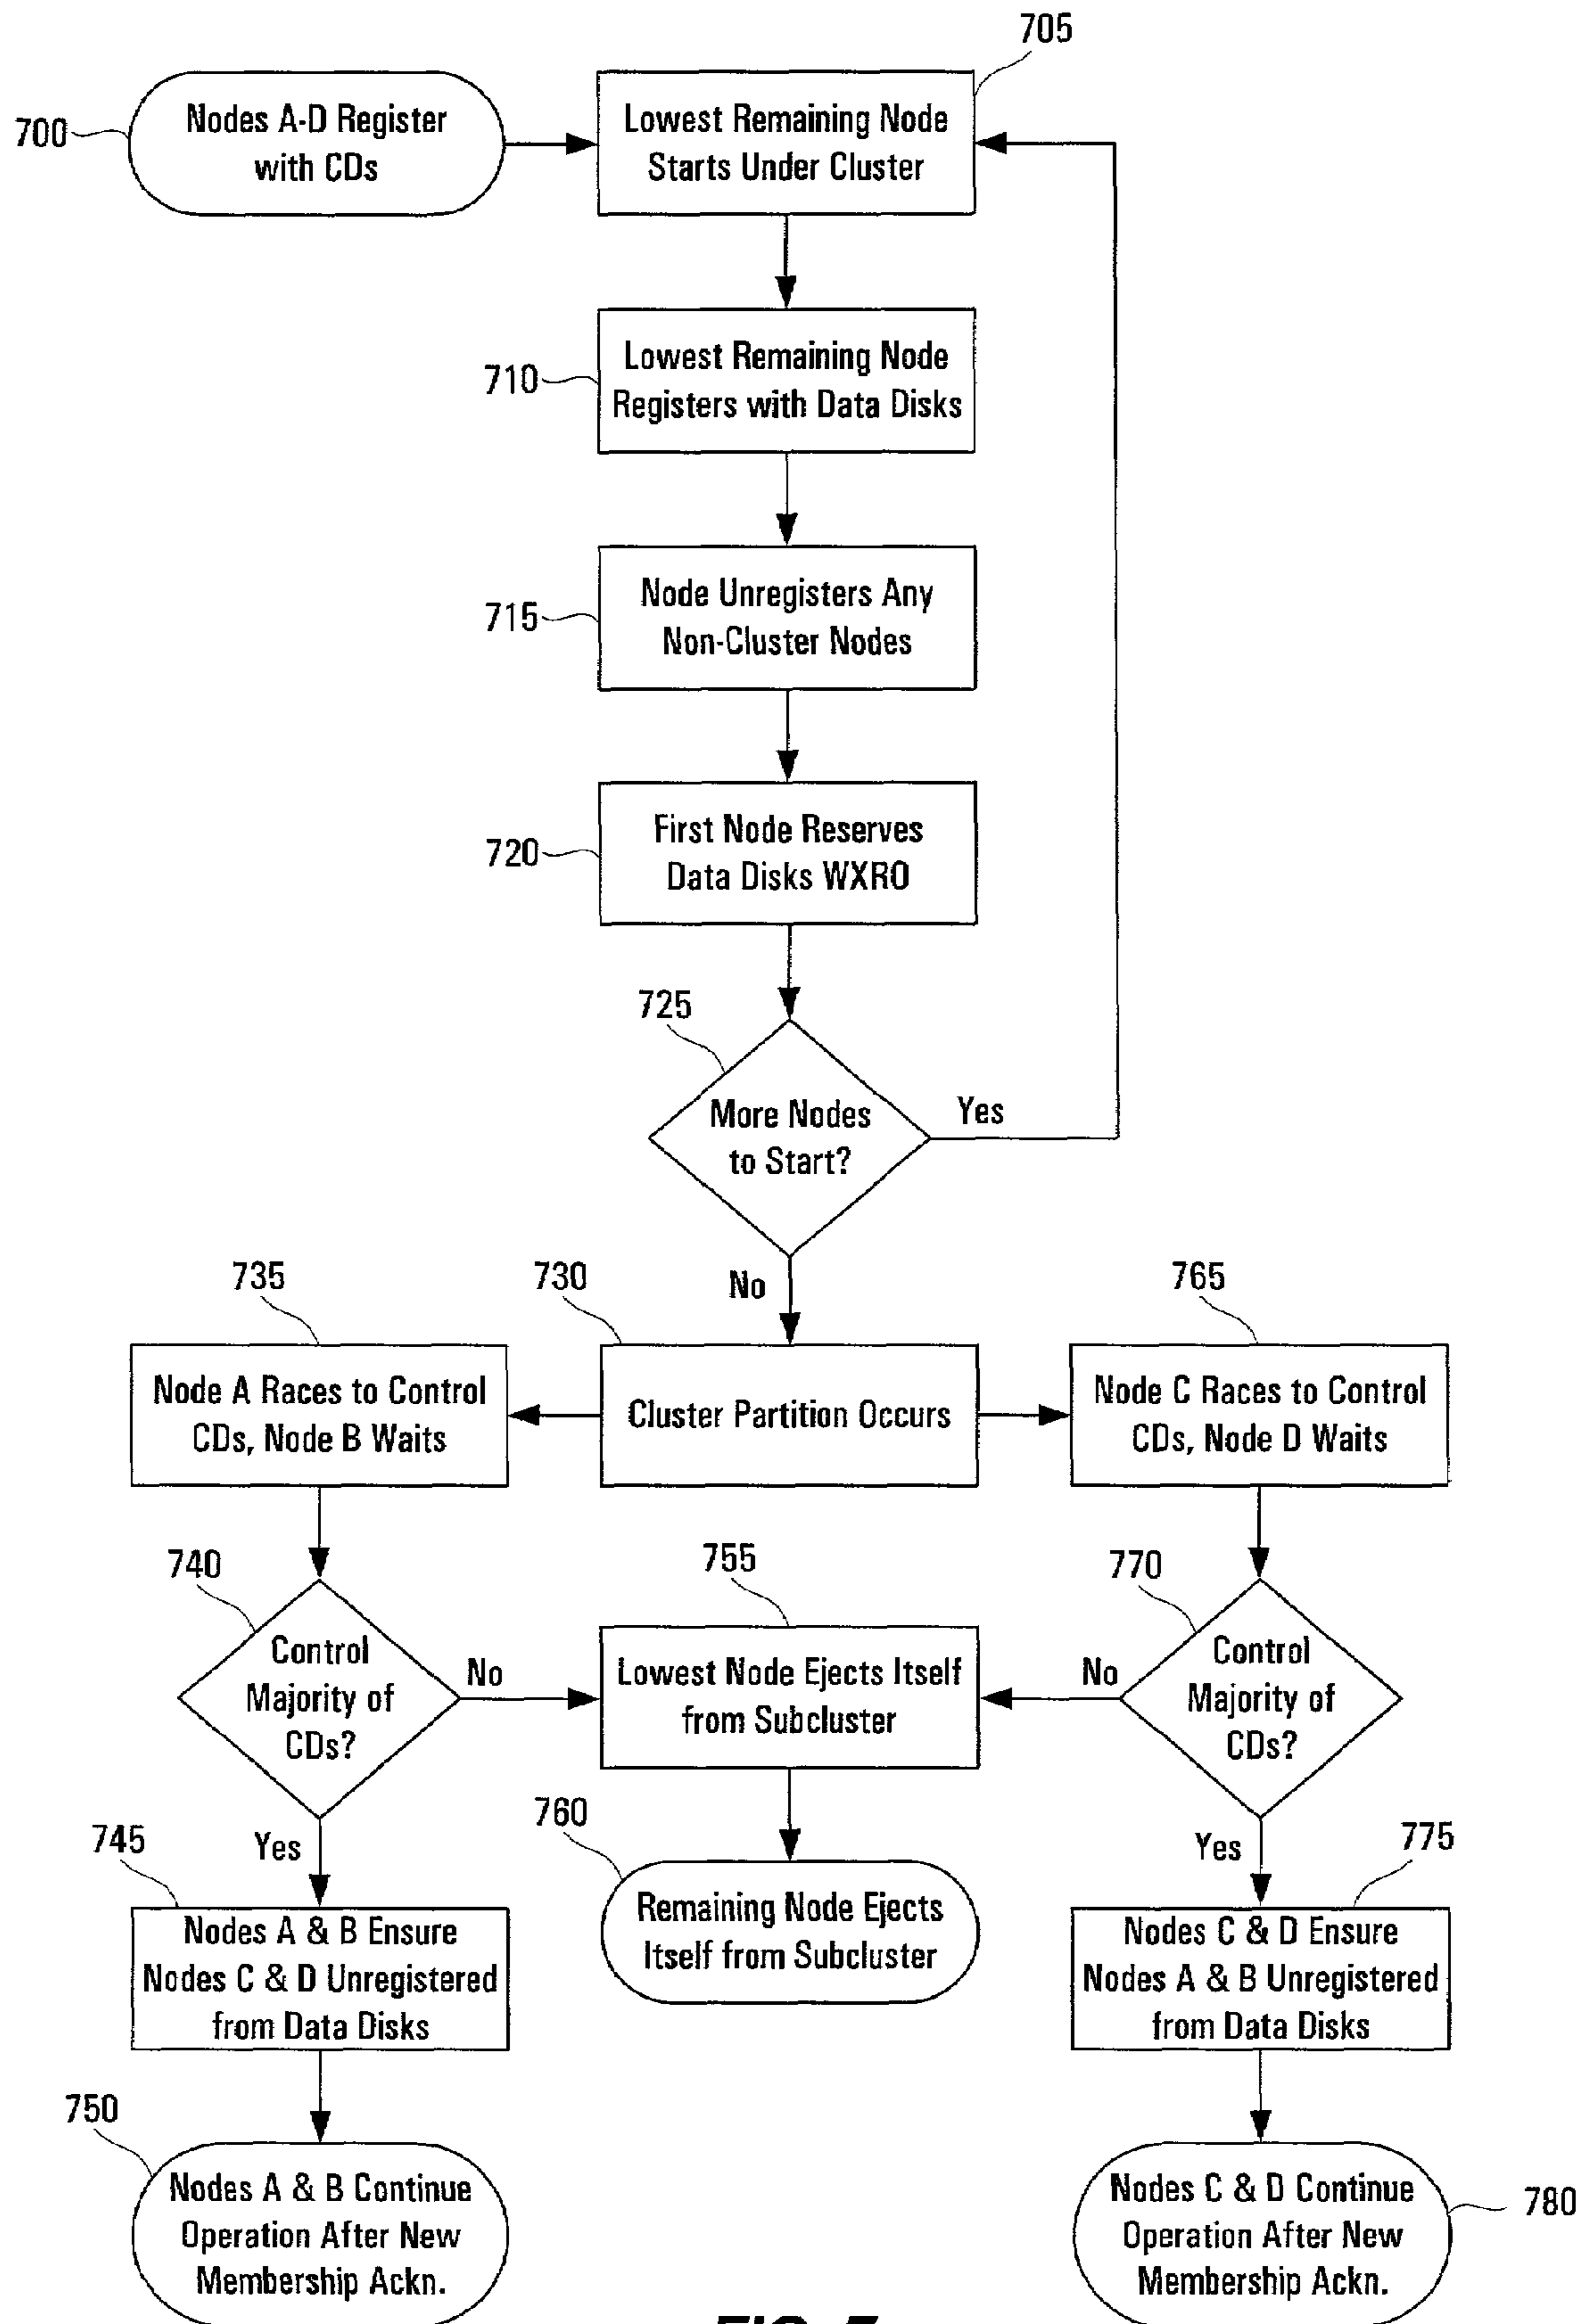 705
700
Nodes A-D Register
with CDs
Lowest Remaining Node
Starts Under Cluster
710
Lowest Remaining Node
Registers with Data Disks
715
Node Unregisters Any
Non-Cluster Nodes
720
First Node Reserves
Data Disks WXRO
725
More Nodes
to Start?
Yes
No
735
730
765
Node A Races to Control
CDs, Node B Waits
Cluster Partition Occurs
Node C Races to Control
CDs, Node D Waits
740
755
770
Control
Majority of
CDs?
No
Lowest Node Ejects Itself
from Subcluster
No
Control
Majority of
CDs?
745
Yes
760
Yes
775
Nodes A & B Ensure
Nodes C & D Unregistered
from Data Disks
Remaining Node Ejects
Itself from Subcluster
Nodes C & D Ensure
Nodes A & B Unregistered
from Data Disks
750
Nodes A & B Continue
Operation After New
Membership Ackn.
Nodes C & D Continue
Operation After New
Membership Ackn.
780